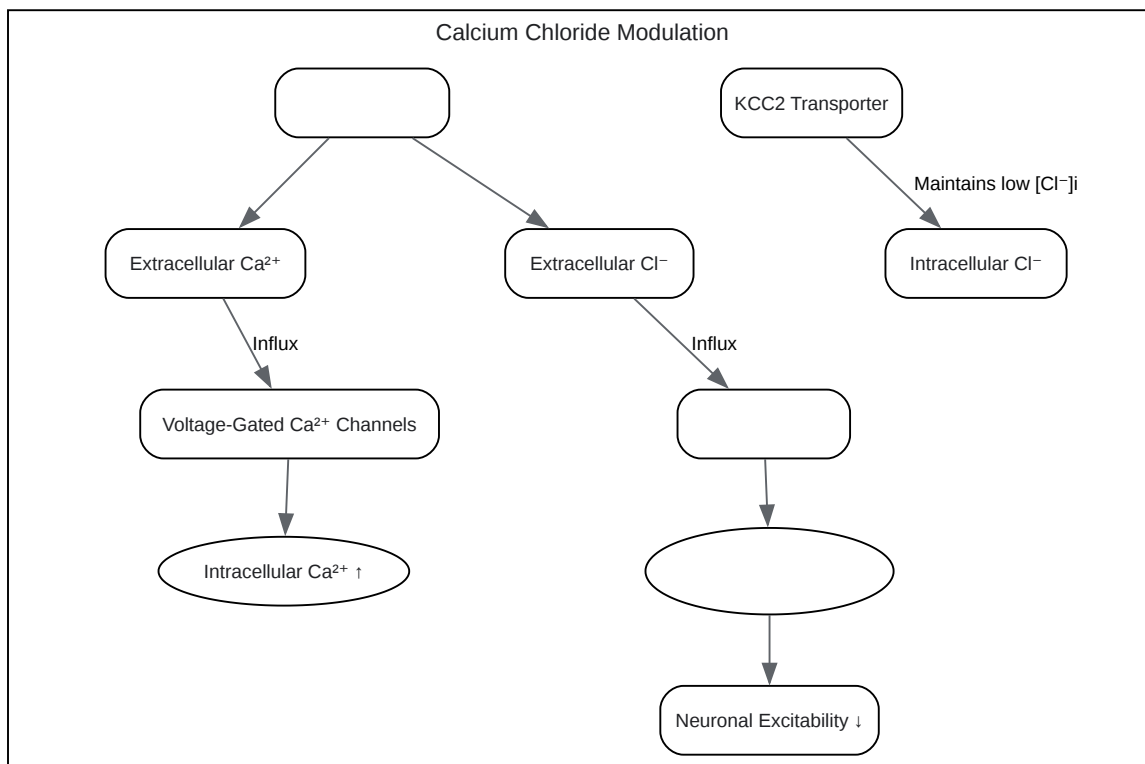 Calcium Chloride Modulation
KCC2 Transporter
Maintains low [Cl⁻]i
Extracellular Ca²⁺
Extracellular Cl⁻
Intracellular Cl⁻
Influx
Influx
Voltage-Gated Ca²⁺ Channels
Intracellular Ca²⁺ ↑
Neuronal Excitability ↓